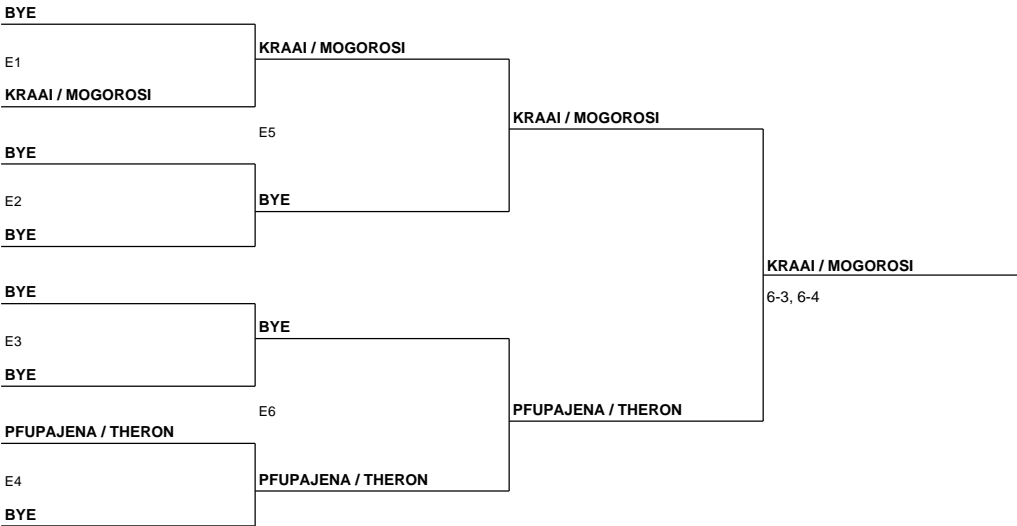 BYE
KRAAI / MOGOROSI
E1
KRAAI / MOGOROSI
KRAAI / MOGOROSI
E5
BYE
E2
BYE
BYE
KRAAI / MOGOROSI
6-3, 6-4
BYE
BYE
E3
BYE
E6
PFUPAJENA / THERON
PFUPAJENA / THERON
E4
PFUPAJENA / THERON
BYE